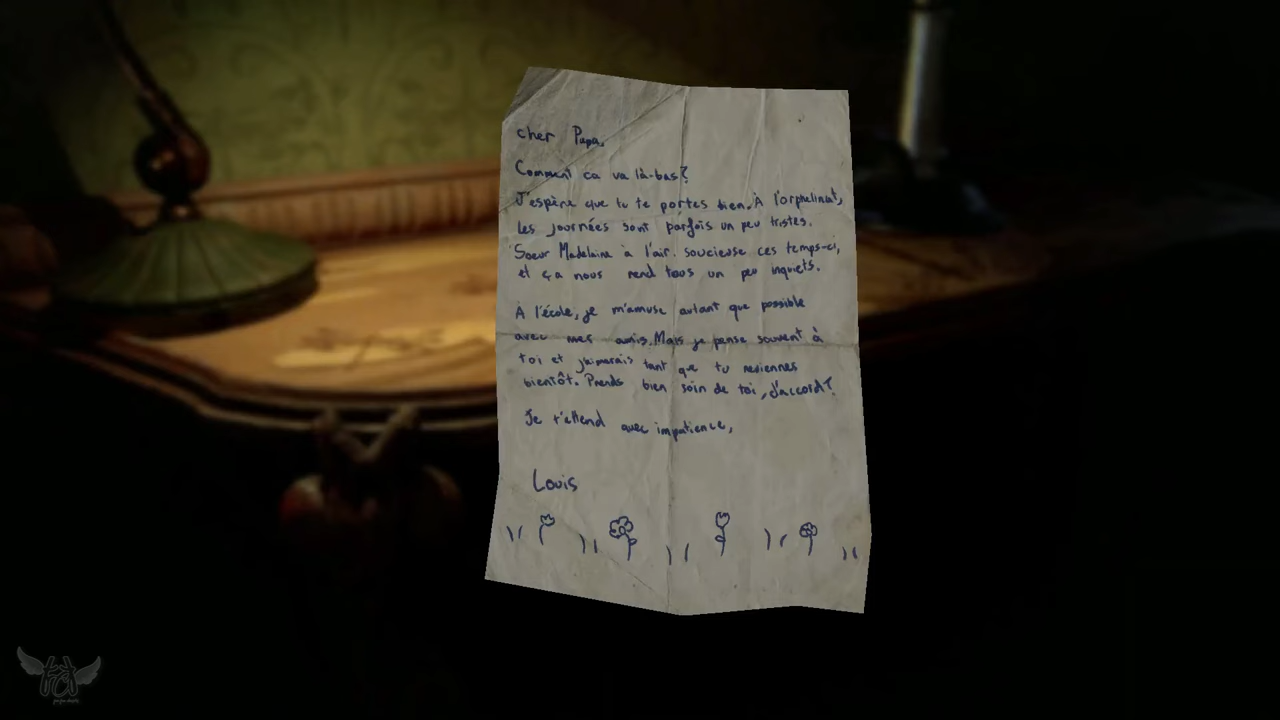 cher Papa,
Comment ca va là-bas?
J'espère que tu te portes bien. À l'orphelinat,
les journées sont parfois un peu tristes.
Soeur Madelaine à l'air soucieuse ces temps-ci,
et ça nous rend tous un peu inquiets.
A l'école, je m'amuse autant que possible
avec mes amis. Mais je pense souvent à
toi et j'aimerais tant que tu reviennes
bientôt. Prends bien soin de toi, d'accord?
Je t'attend avec impatience,
Louis